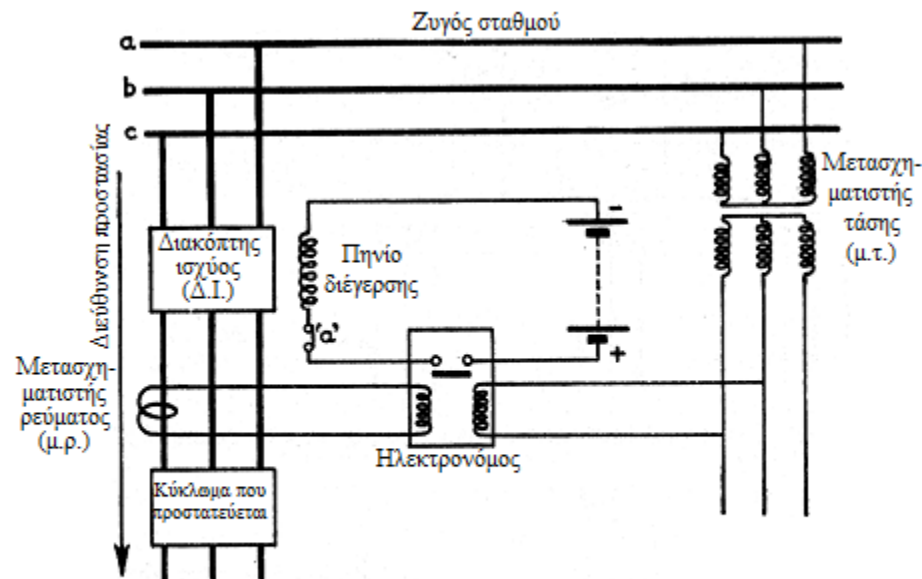 Ζυγός σταθμού
a
b
c
Διεύθυνση προστασίας
Διακόπτης
ισχύος
(Δ.Ι.)
Πηνίο
διέγερσης
-
+
'a'
Μετασχη-
ματιστής
τάσης
(μ.τ.)
Μετασχη-
ματιστής
ρεύματος
(μ.ρ.)
Ηλεκτρονόμος
Κύκλωμα που
προστατεύεται